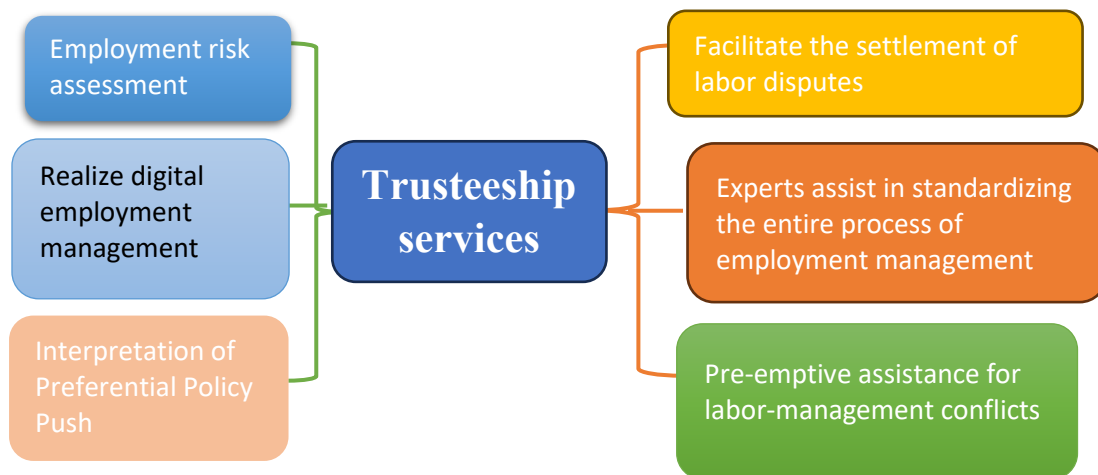 Employment risk
assessment
Realize digital
employment
management
Interpretation of
Preferential Policy
Push
Trusteeship
services
Facilitate the settlement of
labor disputes
Experts assist in standardizing
the entire process of
employment management
Pre-emptive assistance for
labor-management conflicts